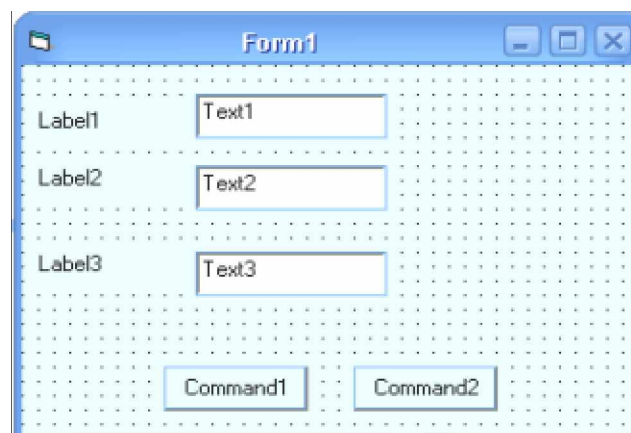 Form1
Label1 Text1
Label2 Text2
Label3 Text3
Command1 Command2